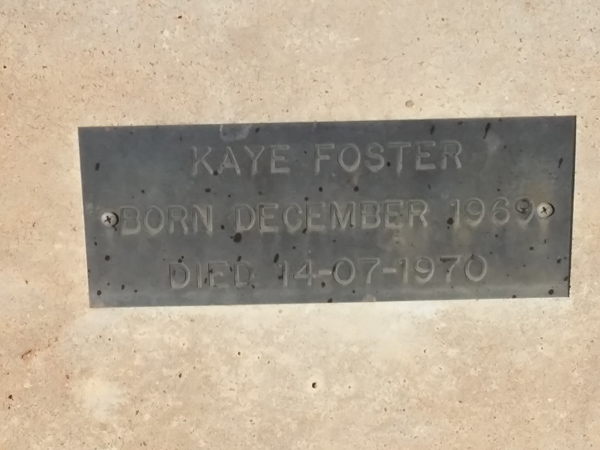 KAYE FOSTER
BORN DECEMBER 1969
DIED 14-07-1970